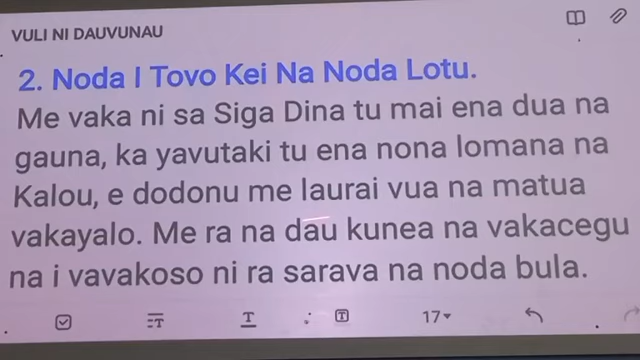 VULI NI DAUVUNAU
2. Noda I Tovo Kei Na Noda Lotu.
Me vaka ni sa Siga Dina tu mai ena dua na
gauna, ka yavutaki tu ena nona lomana na
Kalou, e dodonu me laurai vua na matua
vakayalo. Me ra na dau kunea na vakacegu
na i vavakoso ni ra sarava na noda bula.
17